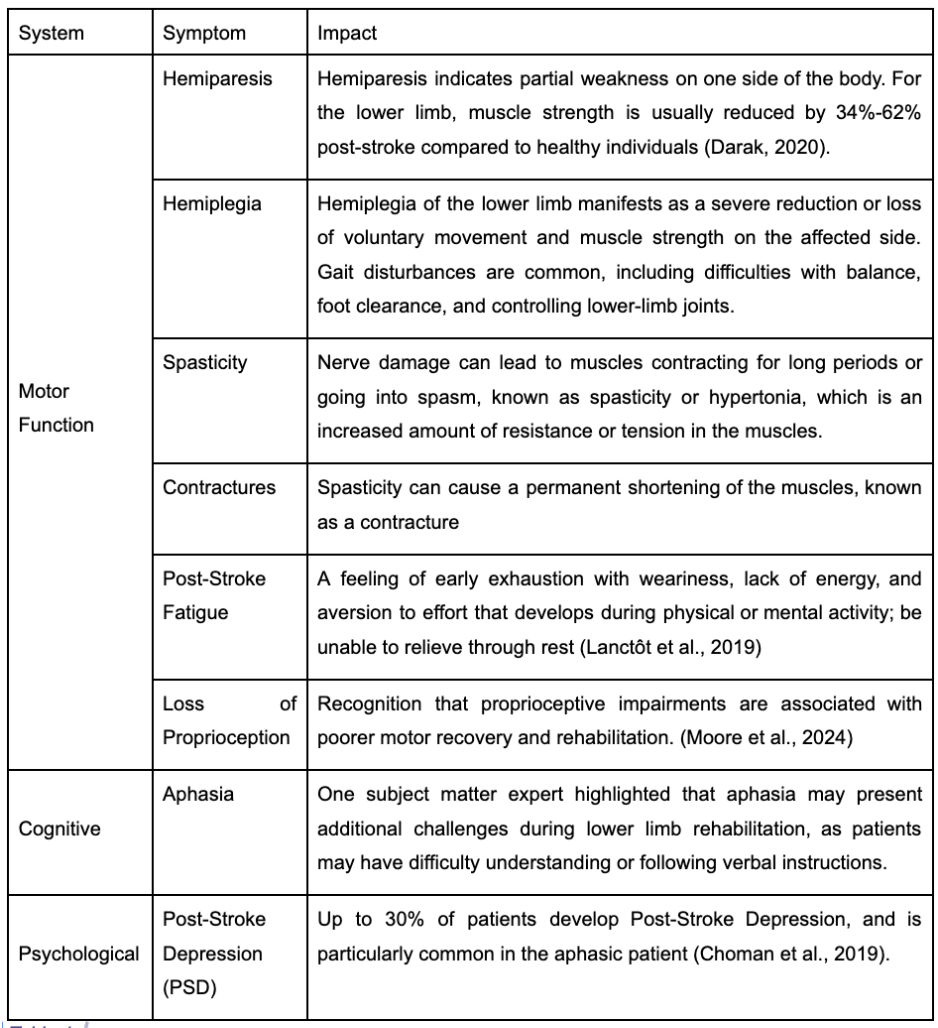 System
Symptom
Impact
Motor
Function
Hemiparesis
Hemiparesis indicates partial weakness on one side of the body. For
the lower limb, muscle strength is usually reduced by 34%-62%
post-stroke compared to healthy individuals (Darak, 2020).
Hemiplegia
Hemiplegia of the lower limb manifests as a severe reduction or loss
of voluntary movement and muscle strength on the affected side.
Gait disturbances are common, including difficulties with balance,
foot clearance, and controlling lower-limb joints.
Spasticity
Nerve damage can lead to muscles contracting for long periods or
going into spasm, known as spasticity or hypertonia, which is an
increased amount of resistance or tension in the muscles.
Contractures
Spasticity can cause a permanent shortening of the muscles, known
as a contracture
Post-Stroke
Fatigue
A feeling of early exhaustion with weariness, lack of energy, and
aversion to effort that develops during physical or mental activity; be
unable to relieve through rest (Lanctôt et al., 2019)
Loss of
Proprioception
Recognition that proprioceptive impairments are associated with
poorer motor recovery and rehabilitation. (Moore et al., 2024)
Cognitive
Aphasia
One subject matter expert highlighted that aphasia may present
additional challenges during lower limb rehabilitation, as patients
may have difficulty understanding or following verbal instructions.
Psychological
Post-Stroke
Depression
(PSD)
Up to 30% of patients develop Post-Stroke Depression, and is
particularly common in the aphasic patient (Choman et al., 2019).